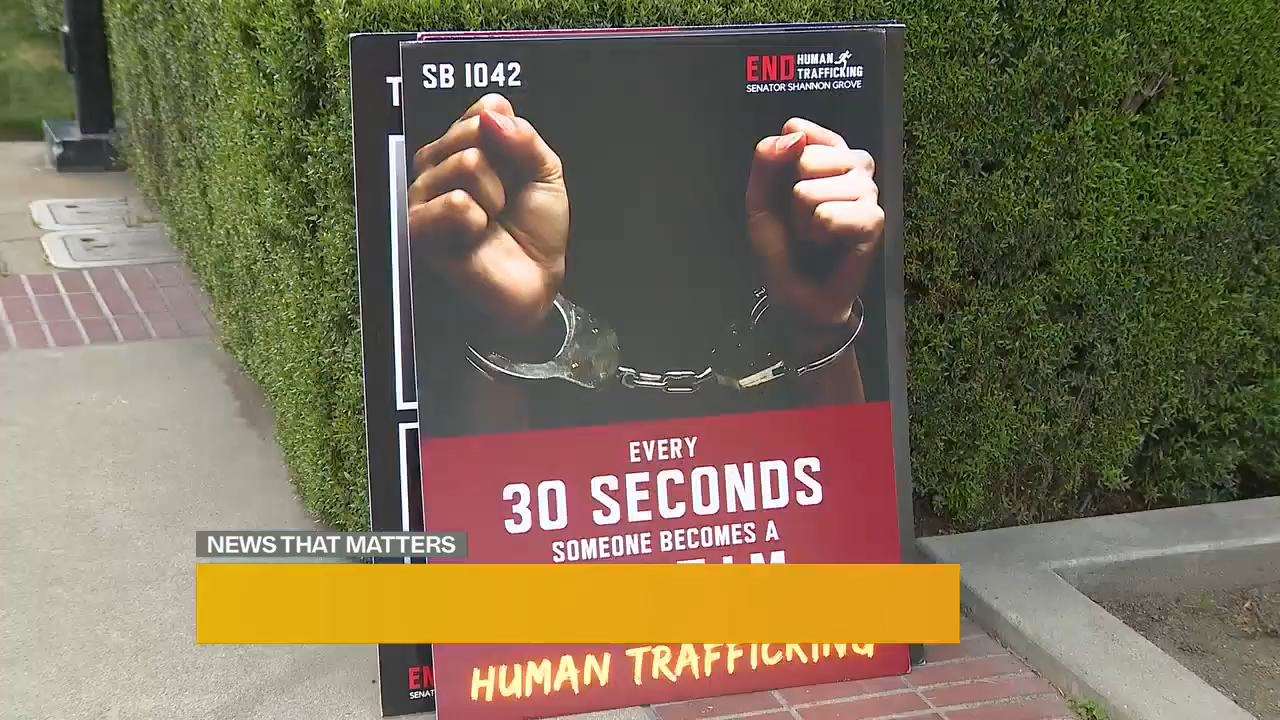 SB 1042
END HUMAN TRAFFICKING
SENATOR SHANNON GROVE
EVERY
30 SECONDS
SOMEONE BECOMES A
NEWS THAT MATTERS
HUMAN TRAFFICKING